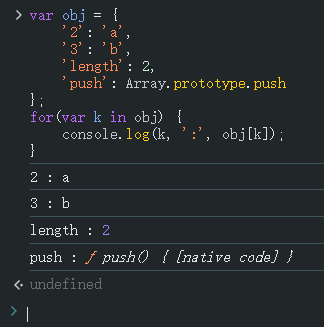 > var obj = {
'2': 'a',
'3': 'b',
'length': 2,
'push': Array.prototype.push
};
for(var k in obj) {
console.log(k, ':', obj[k]);
}
2 : a
3 : b
length : 2
push : ƒ push() { [native code] }
undefined
>